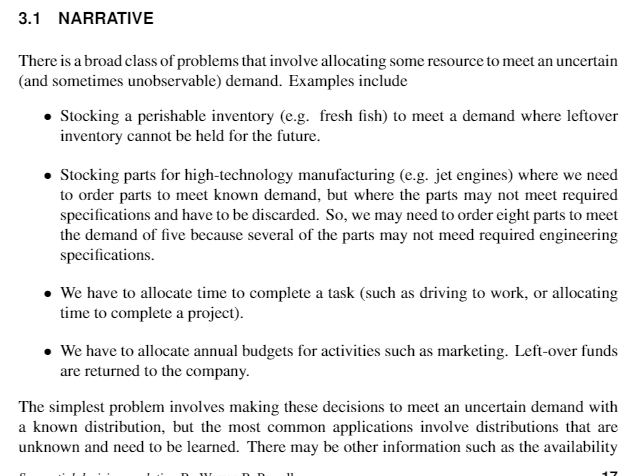 3.1 NARRATIVE
There is a broad class of problems that involve allocating some resource to meet an uncertain
(and sometimes unobservable) demand. Examples include
• Stocking a perishable inventory (e.g. fresh fish) to meet a demand where leftover
inventory cannot be held for the future.
• Stocking parts for high-technology manufacturing (e.g. jet engines) where we need
to order parts to meet known demand, but where the parts may not meet required
specifications and have to be discarded. So, we may need to order eight parts to meet
the demand of five because several of the parts may not meed required engineering
specifications.
• We have to allocate time to complete a task (such as driving to work, or allocating
time to complete a project).
• We have to allocate annual budgets for activities such as marketing. Left-over funds
are returned to the company.
The simplest problem involves making these decisions to meet an uncertain demand with
a known distribution, but the most common applications involve distributions that are
unknown and need to be learned. There may be other information such as the availability
17